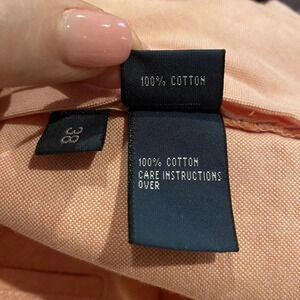 100% COTTON
38
100% COTTON
CARE INSTRUCTIONS
OVER